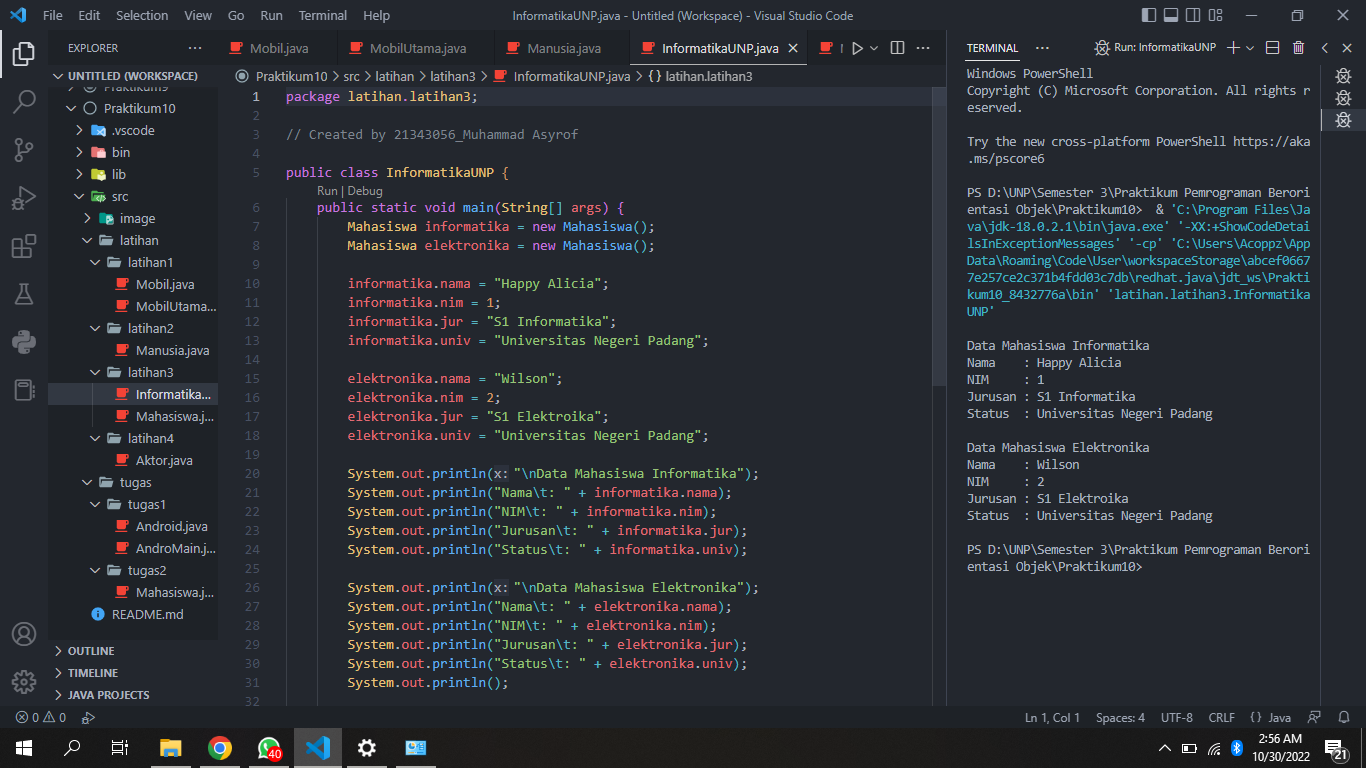 File Edit Selection View Go Run Terminal Help InformatikaUNP.java - Untitled (Workspace) - Visual Studio Code
EXPLORER
UNTITLED (WORKSPACE)
Praktikum9
Praktikum10
.vscode
bin
lib
src
image
latihan
latihan1
Mobil.java
MobilUtama...
latihan2
Manusia.java
latihan3
Informatika...
Mahasiswa.j...
latihan4
Aktor.java
tugas
tugas1
Android.java
AndroMain.j...
tugas2
Mahasiswa.j...
README.md
OUTLINE
TIMELINE
JAVA PROJECTS
Mobil.java MobilUtama.java Manusia.java InformatikaUNP.java
Praktikum10 > src > latihan > latihan3 > InformatikaUNP.java > {} latihan.latihan3
1 package latihan.latihan3;
2
3 // Created by 21343056_Muhammad Asyrof
4
5 public class InformatikaUNP {
Run | Debug
6 public static void main(String[] args) {
7 Mahasiswa informatika = new Mahasiswa();
8 Mahasiswa elektronika = new Mahasiswa();
9
10 informatika.nama = "Happy Alicia";
11 informatika.nim = 1;
12 informatika.jur = "S1 Informatika";
13 informatika.univ = "Universitas Negeri Padang";
14
15 elektronika.nama = "Wilson";
16 elektronika.nim = 2;
17 elektronika.jur = "S1 Elektroika";
18 elektronika.univ = "Universitas Negeri Padang";
19
20 System.out.println(x: "\nData Mahasiswa Informatika");
21 System.out.println("Nama\t: " + informatika.nama);
22 System.out.println("NIM\t: " + informatika.nim);
23 System.out.println("Jurusan\t: " + informatika.jur);
24 System.out.println("Status\t: " + informatika.univ);
25
26 System.out.println(x: "\nData Mahasiswa Elektronika");
27 System.out.println("Nama\t: " + elektronika.nama);
28 System.out.println("NIM\t: " + elektronika.nim);
29 System.out.println("Jurusan\t: " + elektronika.jur);
30 System.out.println("Status\t: " + elektronika.univ);
31 System.out.println();
32
TERMINAL Run: InformatikaUNP
Windows PowerShell
Copyright (C) Microsoft Corporation. All rights r
eserved.
Try the new cross-platform PowerShell https://aka
.ms/pscore6
PS D:\UNP\Semester 3\Praktikum Pemrograman Berori
entasi Objek\Praktikum10> & 'C:\Program Files\Ja
va\jdk-18.0.2.1\bin\java.exe' '-XX:+ShowCodeDetai
lsInExceptionMessages' '-cp' 'C:\Users\Acoppz\App
Data\Roaming\Code\User\workspaceStorage\abcef0667
7e257ce2c371b4fdd03c7db\redhat.java\jdt_ws\Prakti
kum10_8432776a\bin' 'latihan.latihan3.Informatika
UNP'
Data Mahasiswa Informatika
Nama : Happy Alicia
NIM : 1
Jurusan : S1 Informatika
Status : Universitas Negeri Padang
Data Mahasiswa Elektronika
Nama : Wilson
NIM : 2
Jurusan : S1 Elektroika
Status : Universitas Negeri Padang
PS D:\UNP\Semester 3\Praktikum Pemrograman Berori
entasi Objek\Praktikum10>
0 0 Ln 1, Col 1 Spaces: 4 UTF-8 CRLF {} Java
40
2:56 AM
10/30/2022
21